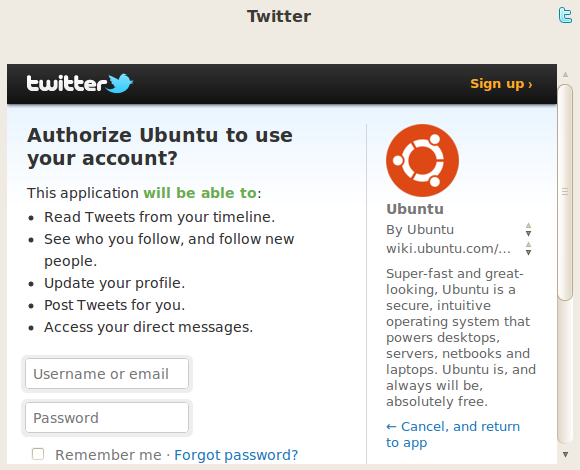 Twitter
twitter
Sign up ›
Authorize Ubuntu to use
your account?
This application will be able to:
• Read Tweets from your timeline.
• See who you follow, and follow new
people.
• Update your profile.
• Post Tweets for you.
• Access your direct messages.
Username or email
Password
Remember me · Forgot password?
Ubuntu
By Ubuntu
wiki.ubuntu.com/...
Super-fast and great-
looking, Ubuntu is a
secure, intuitive
operating system that
powers desktops,
servers, netbooks and
laptops. Ubuntu is, and
always will be,
absolutely free.
← Cancel, and return
to app